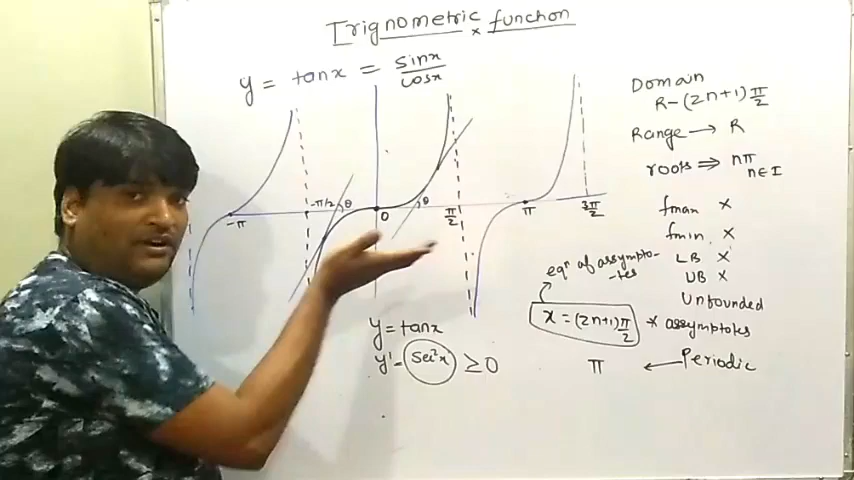 Trignometric function
y = tanx = sinx/cosx
-π
-π/2
θ
0
θ
π/2
π
3π/2
y = tanx
y' = sec²x ≥ 0
Domain
R-(2n+1)π/2
Range → R
roots ⇒ nπ
n∈I
fmax ×
fmin. ×
LB ×
UB ×
Unbounded
eqⁿ of assympto-
-tes
x = (2n+1)π/2 * assymptotes
π ← Periodic